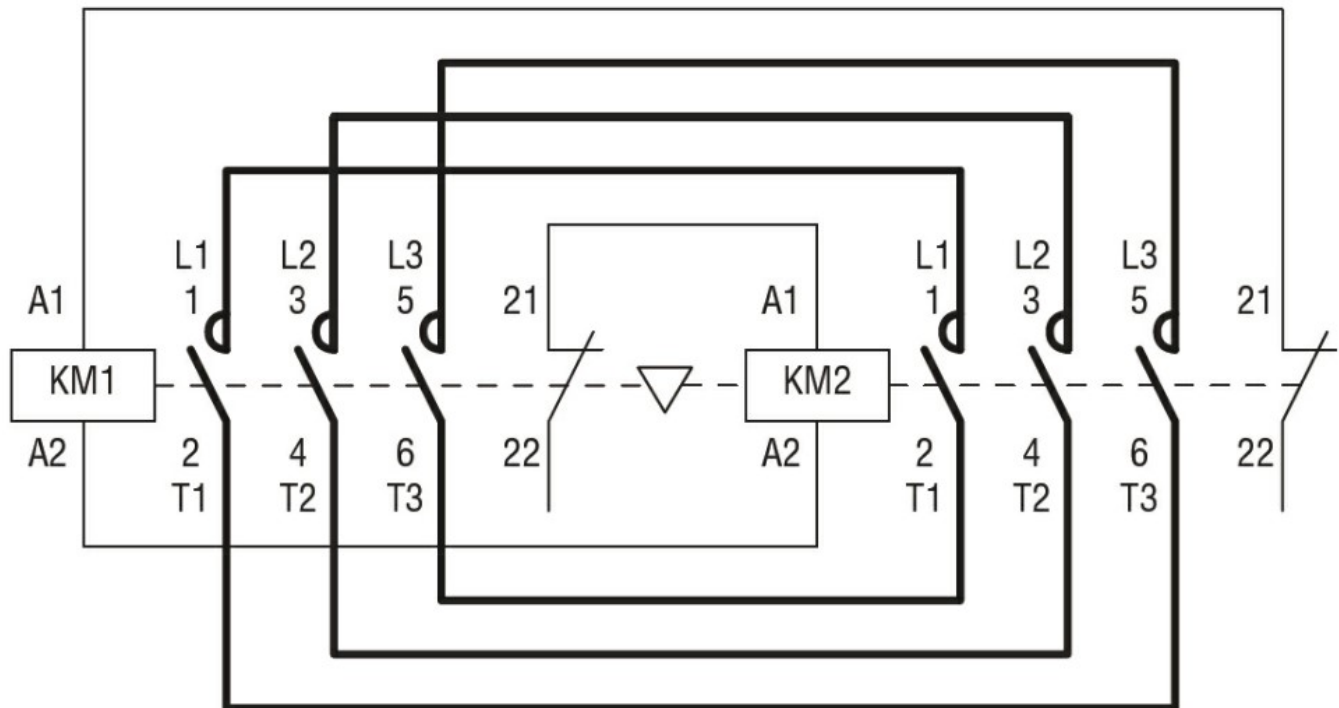 L1 L2 L3 L1 L2 L3
A1 1 3 5 21 A1 1 3 5 21
KM1 KM2
A2 2 4 6 22 A2 2 4 6 22
T1 T2 T3 T1 T2 T3